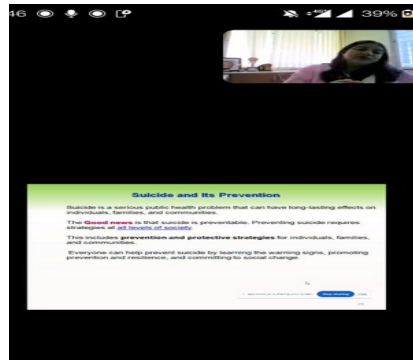 46
4G
39%
Suicide and Its Prevention
Suicide is a serious public health problem that can have long-lasting effects on
individuals, families, and communities.
The Good news is that suicide is preventable. Preventing suicide requires
strategies at all levels of society.
This includes prevention and protective strategies for individuals, families,
and communities.
Everyone can help prevent suicide by learning the warning signs, promoting
prevention and resilience, and committing to social change.
Stop sharing